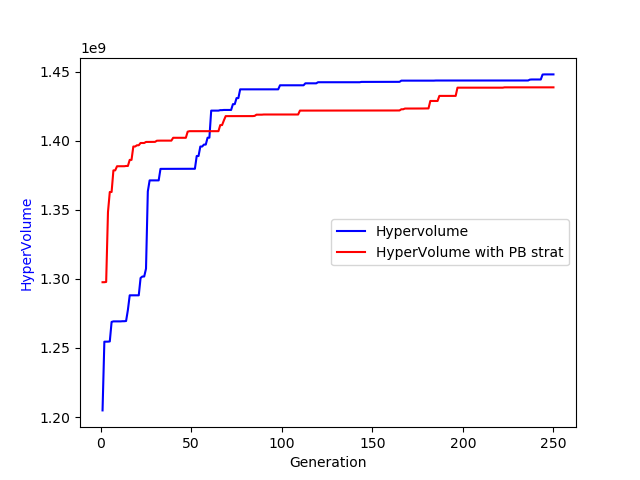 1e9
1.45
1.40
1.35
1.30
1.25
1.20
HyperVolume
Hypervolume
HyperVolume with PB strat
0 50 100 150 200 250
Generation